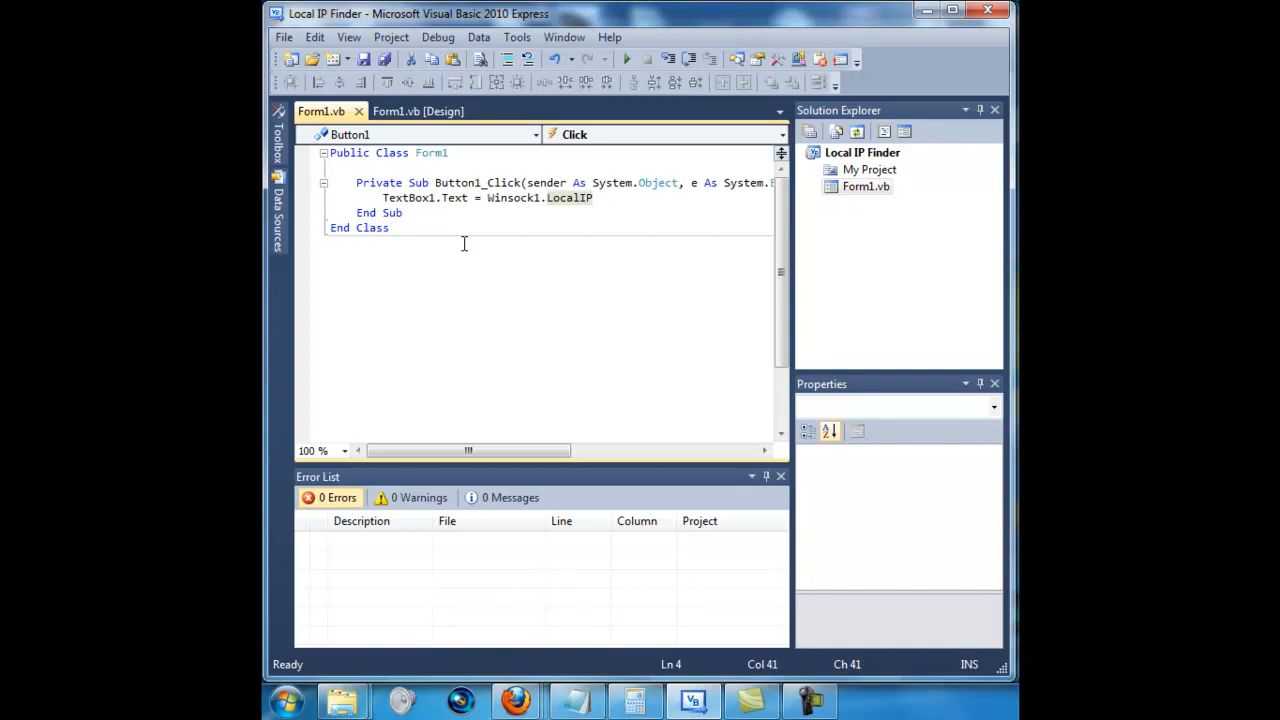 Local IP Finder - Microsoft Visual Basic 2010 Express
File Edit View Project Debug Data Tools Window Help
Form1.vb Form1.vb [Design]
Button1 Click
Public Class Form1
Private Sub Button1_Click(sender As System.Object, e As System.E
TextBox1.Text = Winsock1.LocalIP
End Sub
End Class
100 %
Toolbox
Data Sources
Solution Explorer
Local IP Finder
My Project
Form1.vb
Properties
Error List
0 Errors 0 Warnings 0 Messages
Description File Line Column Project
Ready Ln 4 Col 41 Ch 41 INS